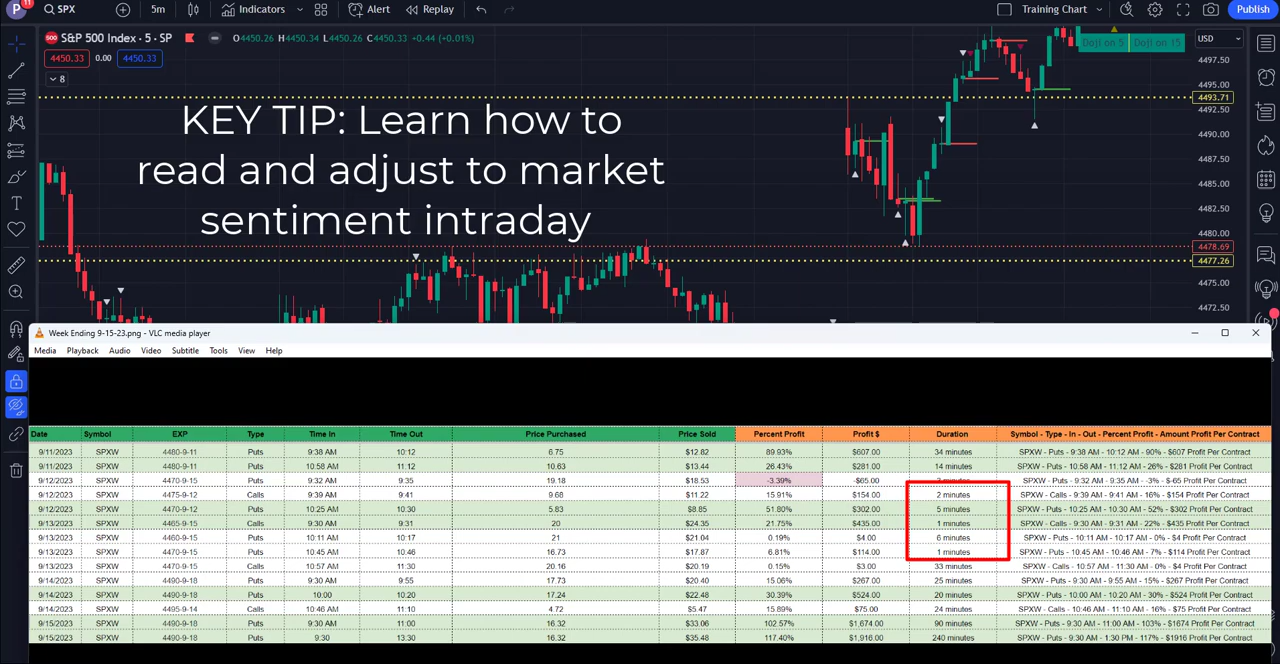 P 11 SPX 5m Indicators Alert Replay Training Chart Publish
S&P 500 Index · 5 · SP O4450.26 H4450.34 L4450.26 C4450.33 +0.44 (+0.01%)
Doji on 5 Doji on 15
USD
4450.33 0.00 4450.33
8
4497.50
4495.00
4493.71
4492.50
4490.00
4487.50
4485.00
4482.50
4480.00
4478.69
4477.26
4475.00
4472.50
KEY TIP: Learn how to
read and adjust to market
sentiment intraday
Week Ending 9-15-23.png - VLC media player
Media Playback Audio Video Subtitle Tools View Help
Date Symbol EXP Type Time In Time Out Price Purchased Price Sold Percent Profit Profit $ Duration Symbol - Type - In - Out - Percent Profit - Amount Profit Per Contract
9/11/2023 SPXW 4480-9-11 Puts 9:38 AM 10:12 6.75 $12.82 89.93% $607.00 34 minutes SPXW - Puts - 9:38 AM - 10:12 AM - 90% - $607 Profit Per Contract
9/11/2023 SPXW 4480-9-11 Puts 10:58 AM 11:12 10.63 $13.44 26.43% $281.00 14 minutes SPXW - Puts - 10:58 AM - 11:12 AM - 26% - $281 Profit Per Contract
9/12/2023 SPXW 4470-9-15 Puts 9:32 AM 9:35 19.18 $18.53 -3.39% -$65.00 minutes SPXW - Puts - 9:32 AM - 9:35 AM - -3% - $-65 Profit Per Contract
9/12/2023 SPXW 4475-9-12 Calls 9:39 AM 9:41 9.68 $11.22 15.91% $154.00 2 minutes SPXW - Calls - 9:39 AM - 9:41 AM - 16% - $154 Profit Per Contract
9/12/2023 SPXW 4470-9-12 Puts 10:25 AM 10:30 5.83 $8.85 51.80% $302.00 5 minutes SPXW - Puts - 10:25 AM - 10:30 AM - 52% - $302 Profit Per Contract
9/13/2023 SPXW 4465-9-15 Calls 9:30 AM 9:31 20 $24.35 21.75% $435.00 1 minutes SPXW - Calls - 9:30 AM - 9:31 AM - 22% - $435 Profit Per Contract
9/13/2023 SPXW 4460-9-15 Puts 10:11 AM 10:17 21 $21.04 0.19% $4.00 6 minutes SPXW - Puts - 10:11 AM - 10:17 AM - 0% - $4 Profit Per Contract
9/13/2023 SPXW 4470-9-15 Puts 10:45 AM 10:46 16.73 $17.87 6.81% $114.00 1 minutes SPXW - Puts - 10:45 AM - 10:46 AM - 7% - $114 Profit Per Contract
9/13/2023 SPXW 4470-9-15 Calls 10:57 AM 11:30 20.16 $20.19 0.15% $3.00 33 minutes SPXW - Calls - 10:57 AM - 11:30 AM - 0% - $4 Profit Per Contract
9/14/2023 SPXW 4490-9-18 Puts 9:30 AM 9:55 17.73 $20.40 15.06% $267.00 25 minutes SPXW - Puts - 9:30 AM - 9:55 AM - 15% - $267 Profit Per Contract
9/14/2023 SPXW 4490-9-18 Puts 10:00 10:20 17.24 $22.48 30.39% $524.00 20 minutes SPXW - Puts - 10:00 AM - 10:20 AM - 30% - $524 Profit Per Contract
9/14/2023 SPXW 4495-9-14 Calls 10:46 AM 11:10 4.72 $5.47 15.89% $75.00 24 minutes SPXW - Calls - 10:46 AM - 11:10 AM - 16% - $75 Profit Per Contract
9/15/2023 SPXW 4490-9-18 Puts 9:30 AM 11:00 16.32 $33.06 102.57% $1,674.00 90 minutes SPXW - Puts - 9:30 AM - 11:00 AM - 103% - $1674 Profit Per Contract
9/15/2023 SPXW 4490-9-18 Puts 9:30 13:30 16.32 $35.48 117.40% $1,916.00 240 minutes SPXW - Puts - 9:30 AM - 1:30 PM - 117% - $1916 Profit Per Contract